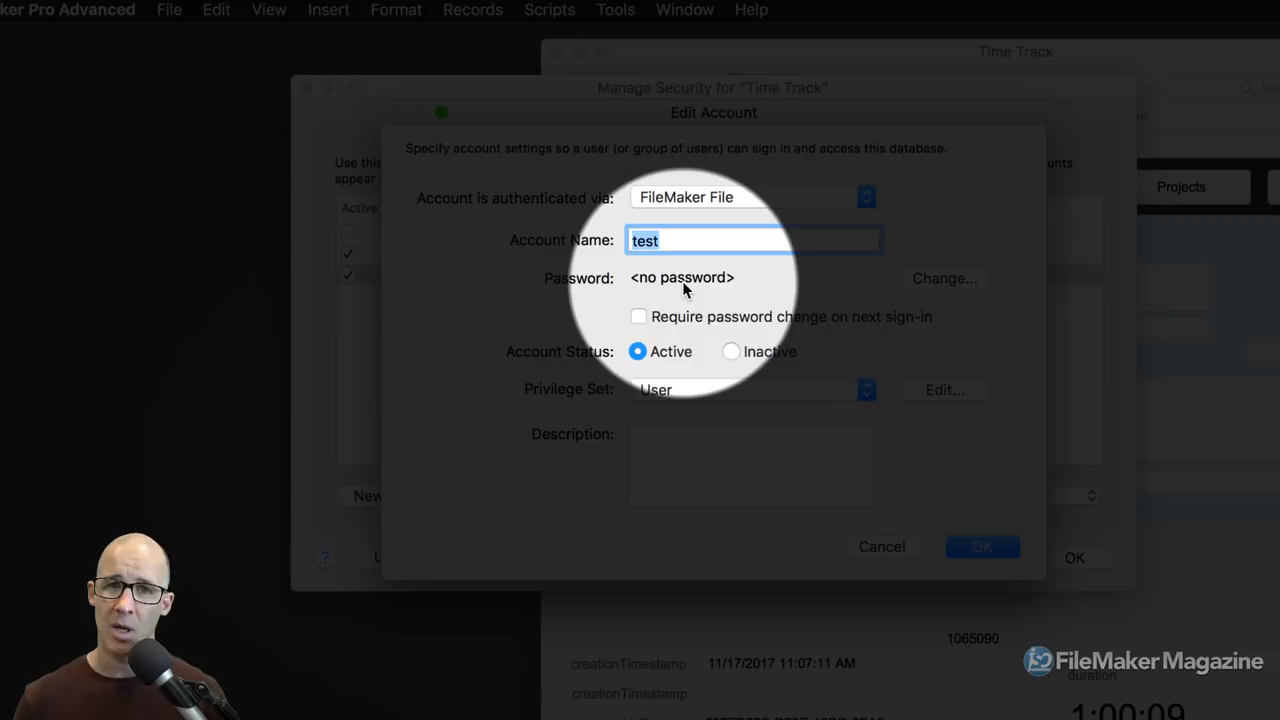 ker Pro Advanced File Edit View Insert Format Records Scripts Tools Window Help
Time Track
Manage Security for "Time Track"
Edit Account
Specify account settings so a user (or group of users) can sign in and access this database.
Use this
appear
unts
Active
Account is authenticated via: FileMaker File
Projects
Account Name: test
Password: <no password> Change...
Require password change on next sign-in
Account Status: Active Inactive
Privilege Set: User Edit...
Description:
New
Cancel OK
? OK
1065090
creationTimestamp 11/17/2017 11:07:11 AM
FileMaker Magazine
duration
creationTimestamp
1:00:09